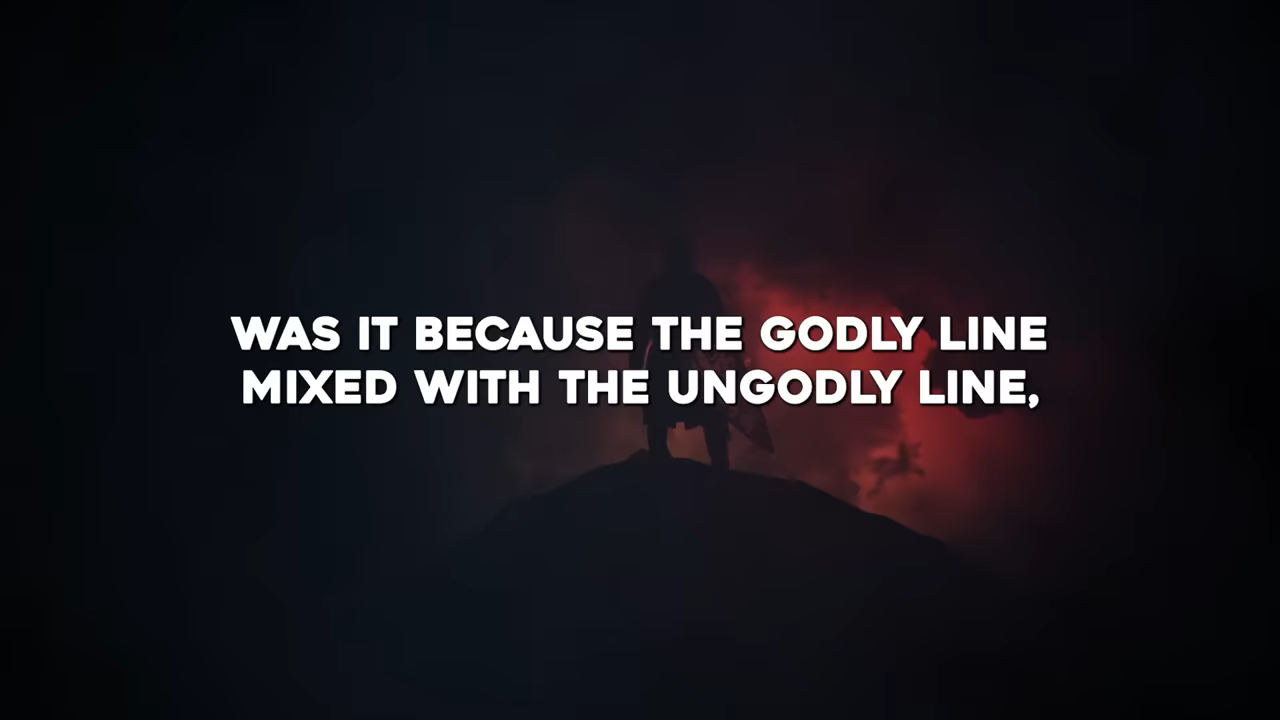 WAS IT BECAUSE THE GODLY LINE
MIXED WITH THE UNGODLY LINE,